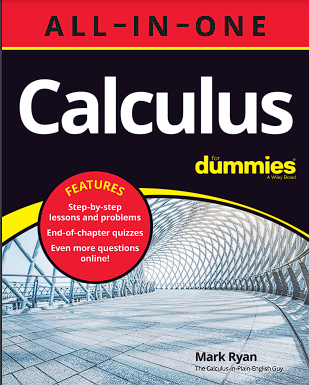 ALL-IN-ONE
Calculus
for
dummies
A Wiley Brand
FEATURES
Step-by-step
lessons and problems
End-of-chapter quizzes
Even more questions
online!
Mark Ryan
The Calculus-in-Plain-English Guy